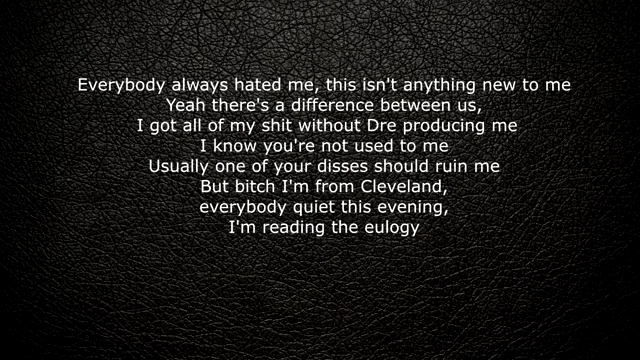 Everybody always hated me, this isn't anything new to me
Yeah there's a difference between us,
I got all of my shit without Dre producing me
I know you're not used to me
Usually one of your disses should ruin me
But bitch I'm from Cleveland,
everybody quiet this evening,
I'm reading the eulogy